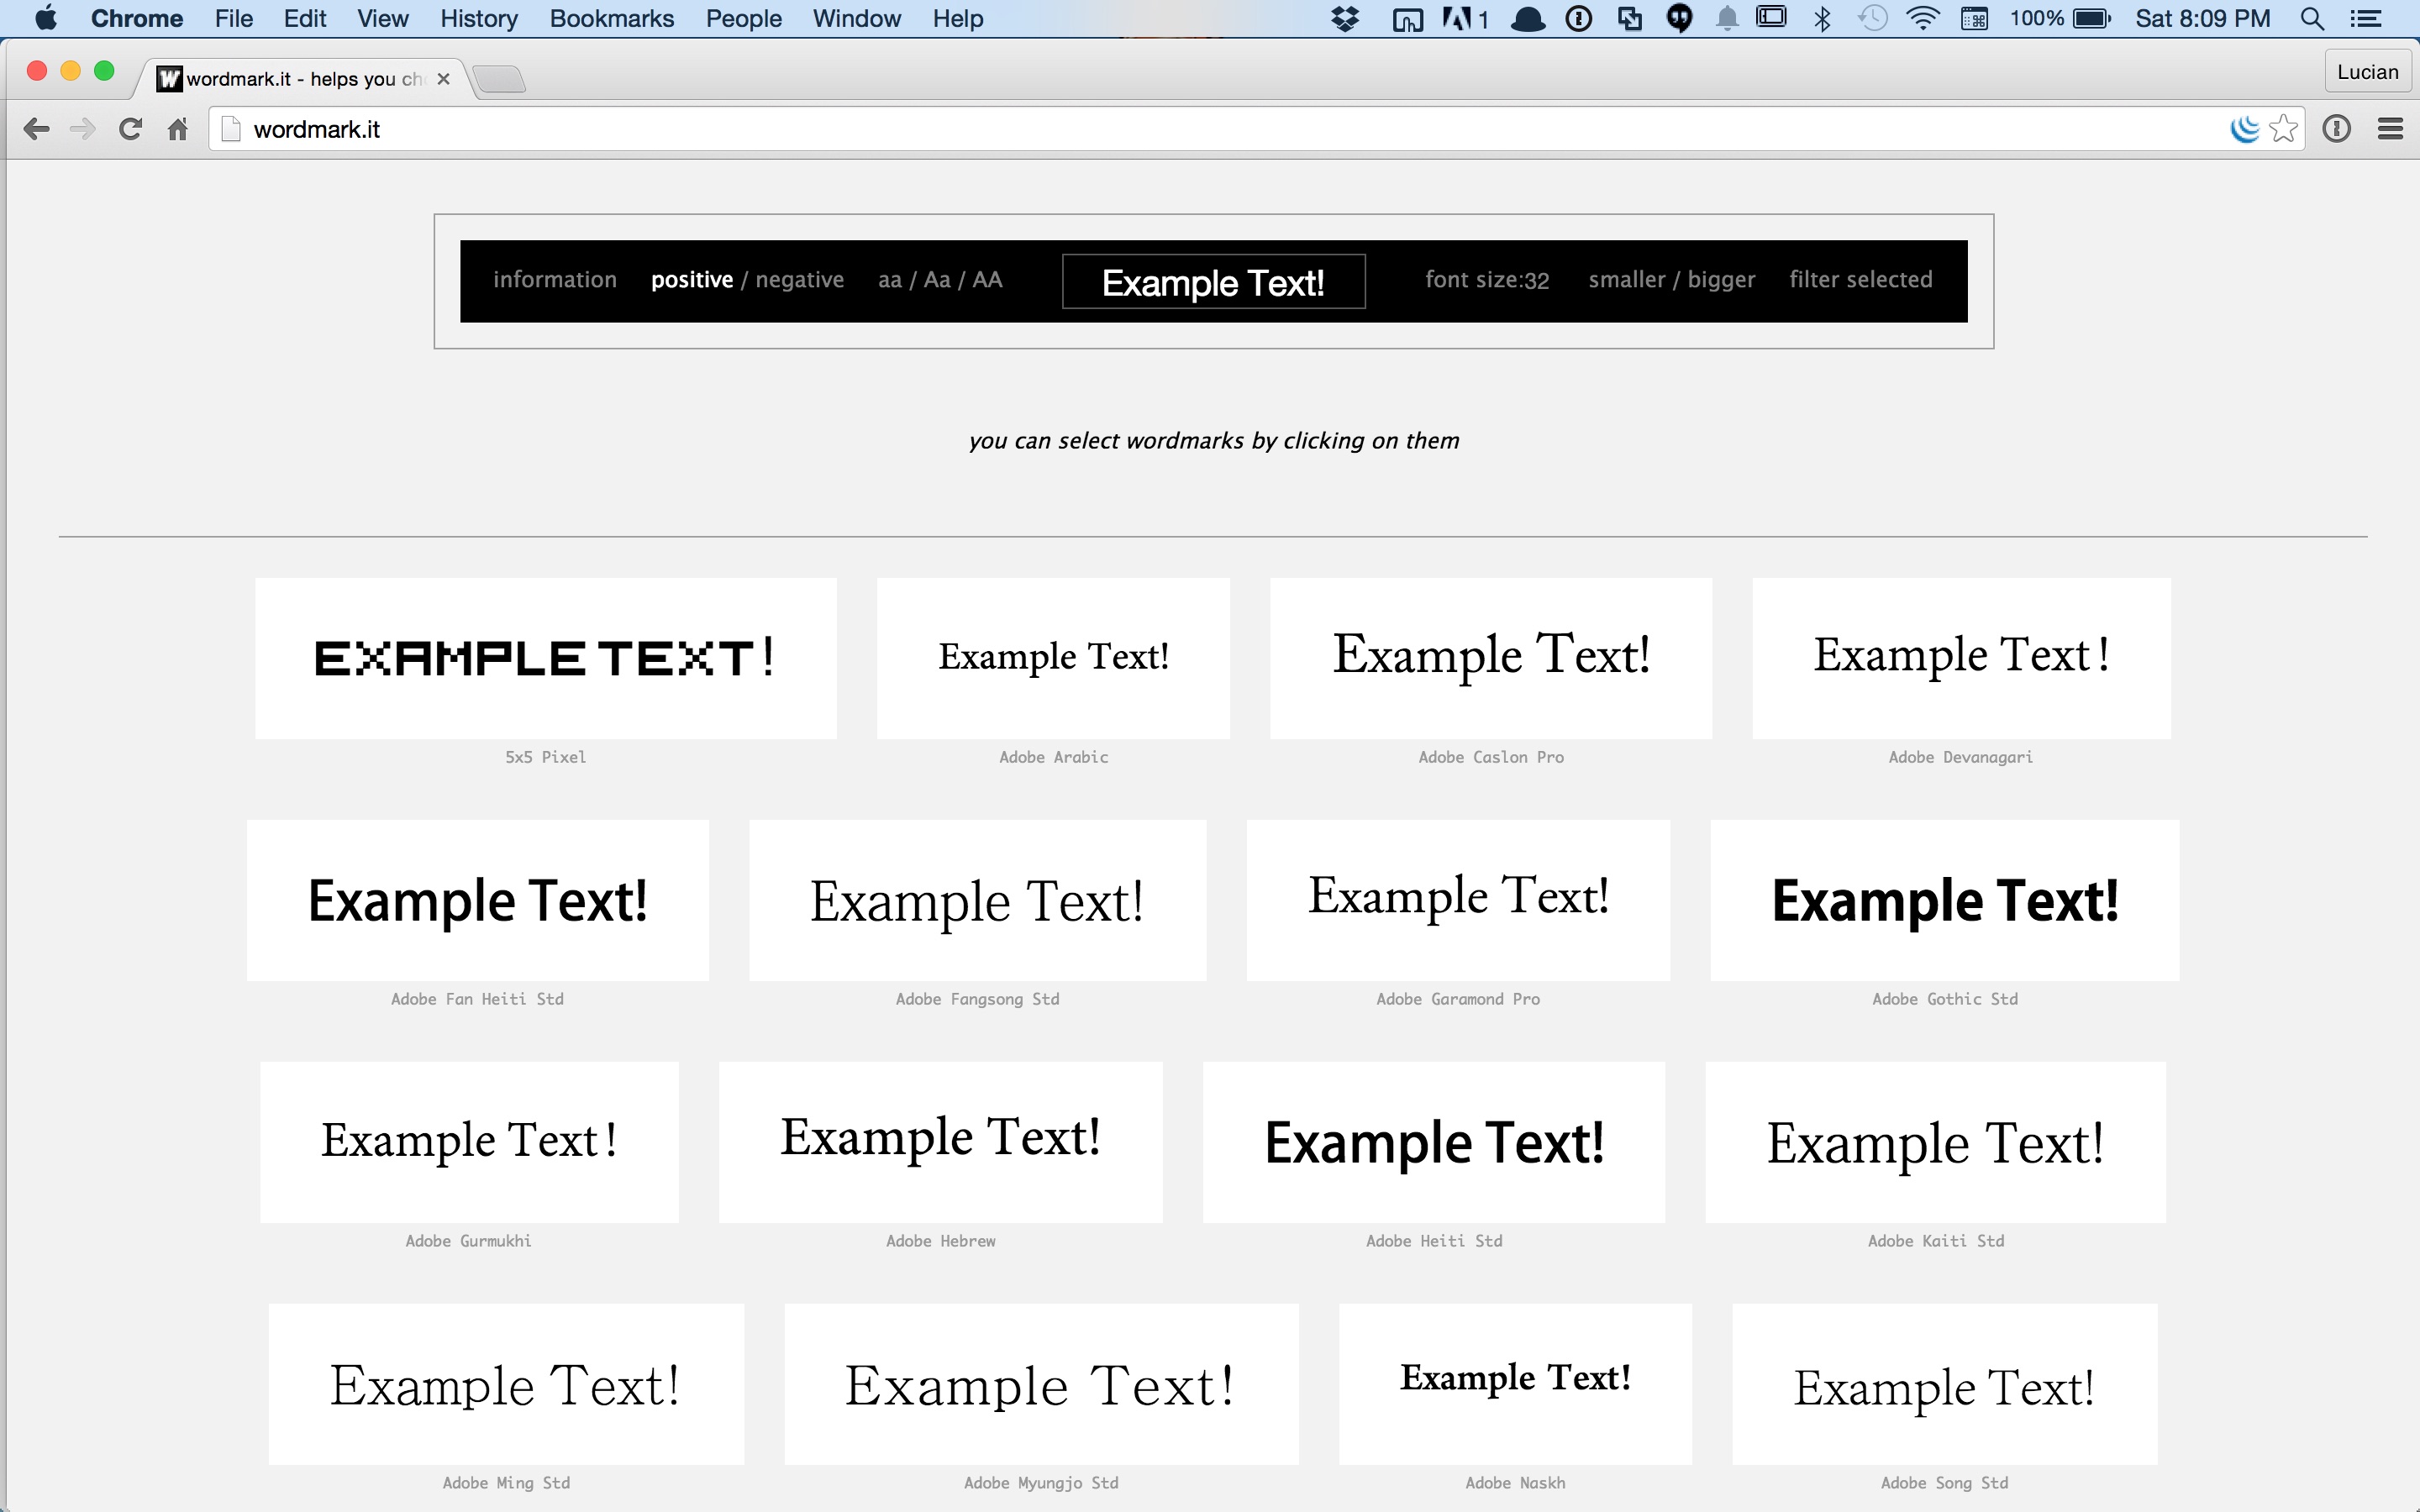 Chrome File Edit View History Bookmarks People Window Help 1 100% Sat 8:09 PM
wordmark.it - helps you ch Lucian
wordmark.it
information positive / negative aa / Aa / AA Example Text! font size:32 smaller / bigger filter selected
you can select wordmarks by clicking on them
EXAMPLE TEXT! Example Text! Example Text! Example Text!
5x5 Pixel Adobe Arabic Adobe Caslon Pro Adobe Devanagari
Example Text! Example Text! Example Text! Example Text!
Adobe Fan Heiti Std Adobe Fangsong Std Adobe Garamond Pro Adobe Gothic Std
Example Text! Example Text! Example Text! Example Text!
Adobe Gurmukhi Adobe Hebrew Adobe Heiti Std Adobe Kaiti Std
Example Text! Example Text! Example Text! Example Text!
Adobe Ming Std Adobe Myungjo Std Adobe Naskh Adobe Song Std